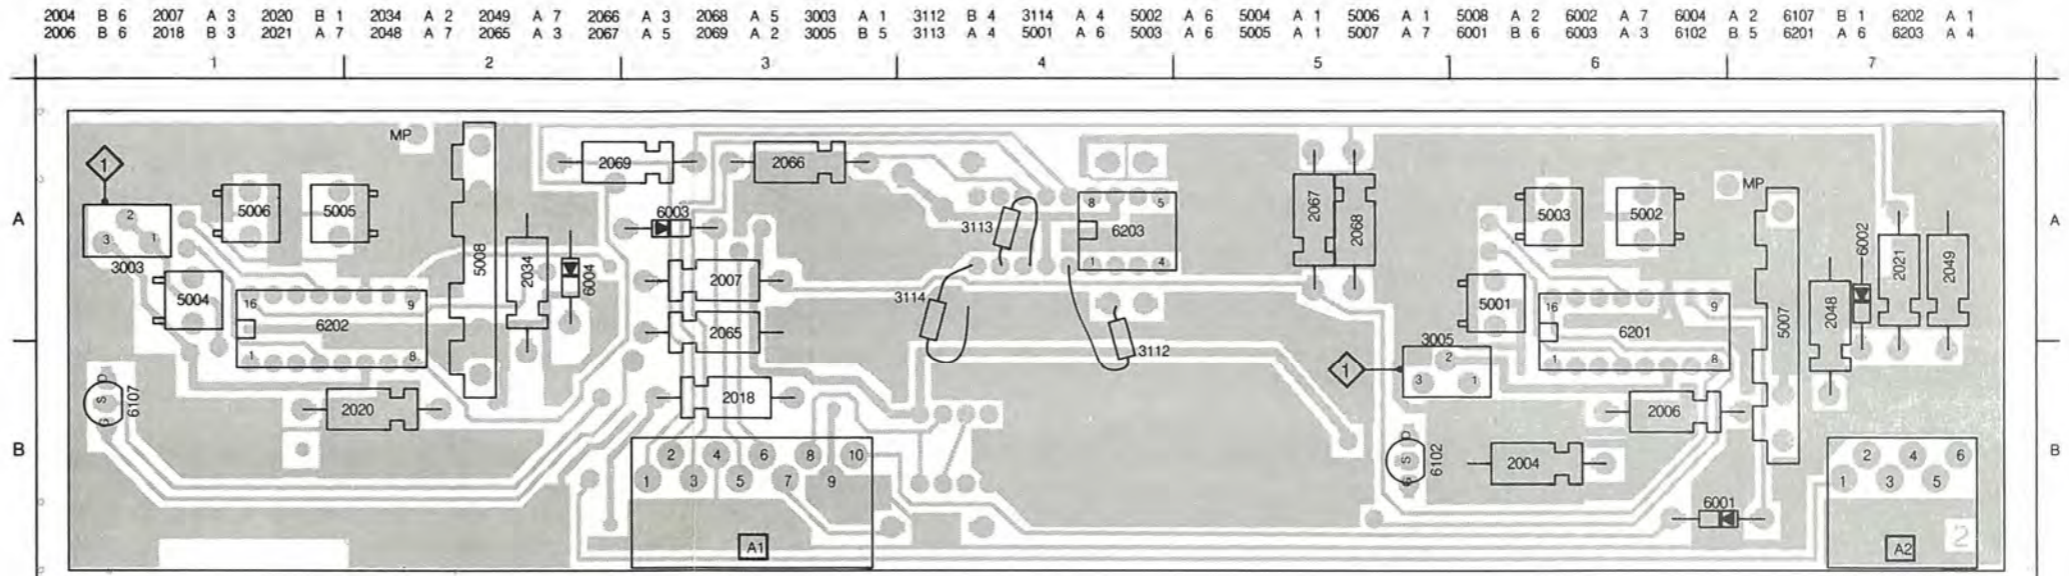 2004 B 6 2007 A 3 2020 B 1 2034 A 2 2049 A 7 2066 A 3 2068 A 5 3003 A 1 3112 B 4 3114 A 4 5002 A 6 5004 A 1 5006 A 1 5008 A 2 6002 A 7 6004 A 2 6107 B 1 6202 A 1
2006 B 6 2018 B 3 2021 A 7 2048 A 7 2065 A 3 2067 A 5 2069 A 2 3005 B 5 3113 A 4 5001 A 6 5003 A 6 5005 A 1 5007 A 7 6001 B 6 6003 A 3 6102 B 5 6201 A 6 6203 A 4
1 2 3 4 5 6 7
MP
1 2069 2066
MP
A 2 5006 5005 6003 8 5 2067 2068 5003 5002 A
3 1 3113 6203 6002
3003 5008 2034 6004 2007 1 4 2021 2049
5004 16 9 3114 5001 16 9 2048
6202 2065 6201 5007
1 8 3112 3005 1 8
1 3 2 1
D S G 6107 2020 2018 2006
B D S G 6102 2004 B
2 4 6 8 10 2 4 6
1 3 5 7 9 1 3 5
6001
A1 A2 2